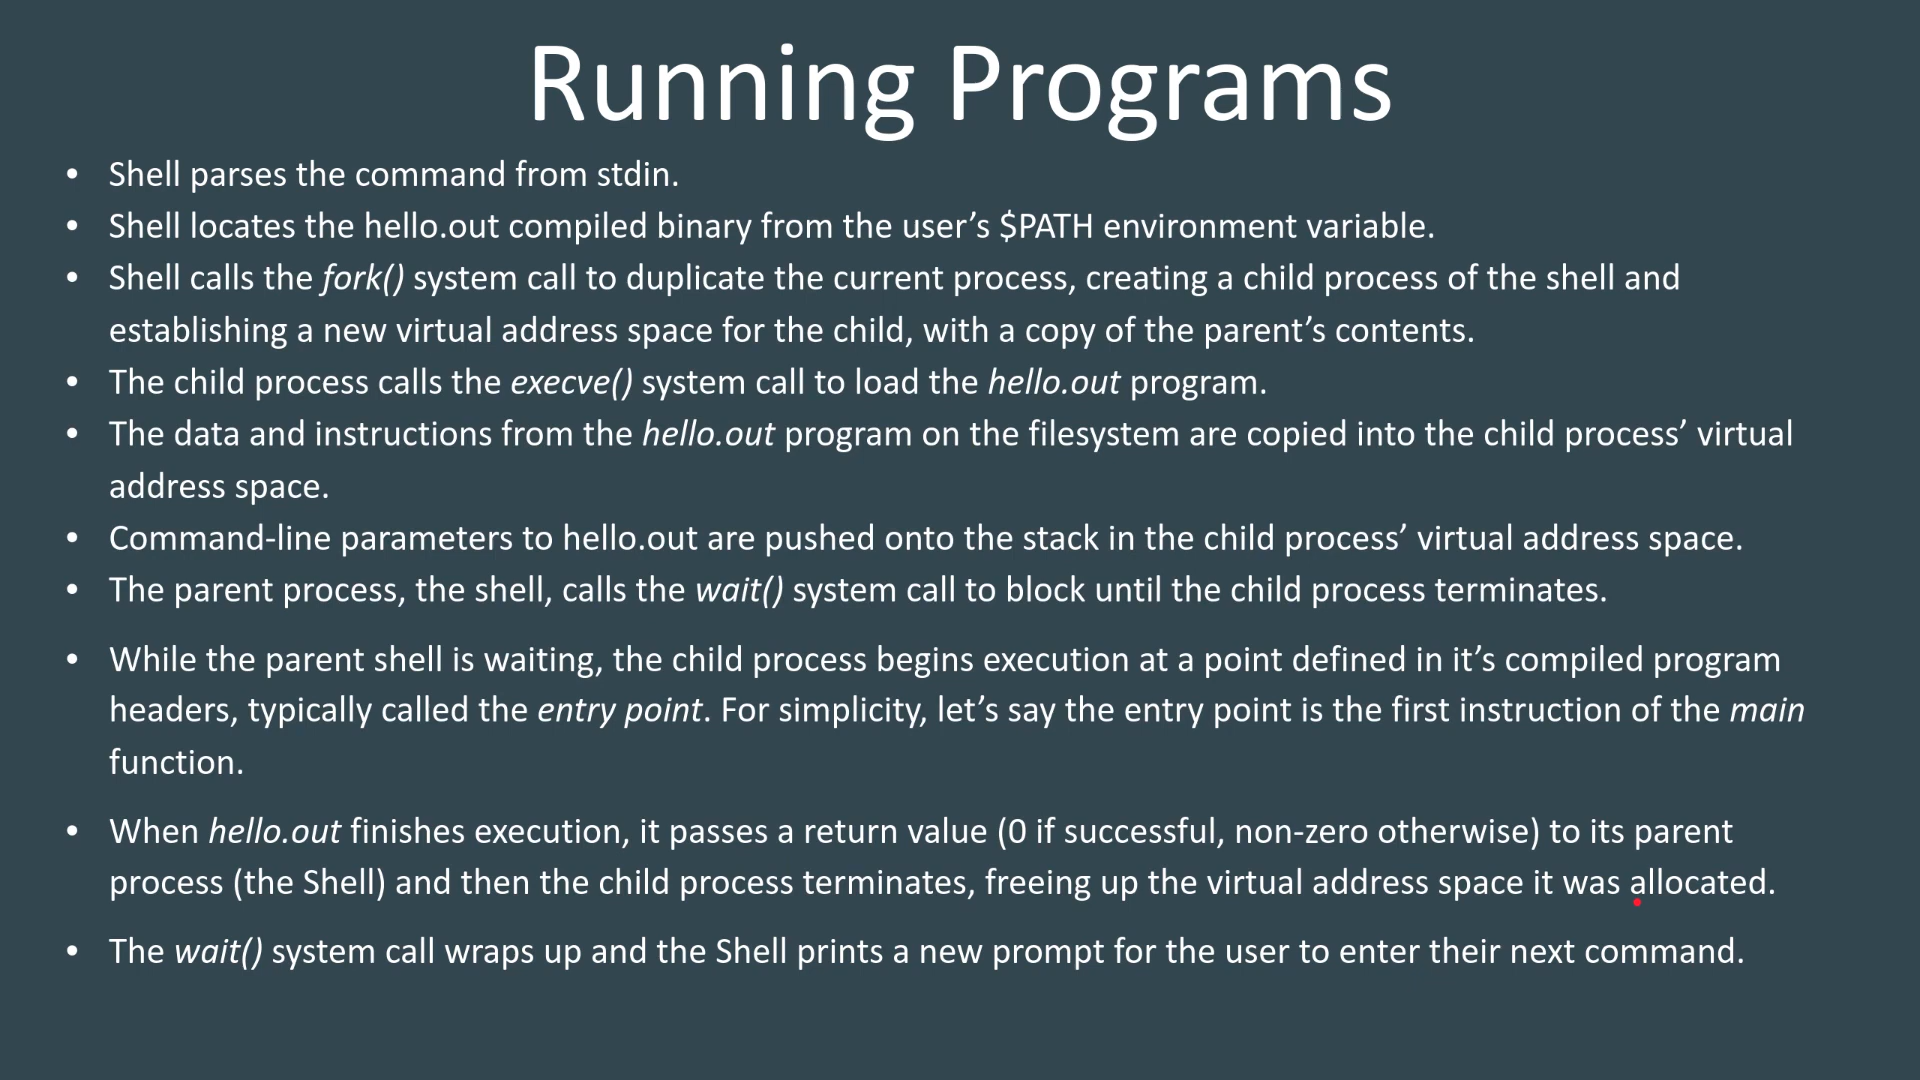 Running Programs
• Shell parses the command from stdin.
• Shell locates the hello.out compiled binary from the user’s $PATH environment variable.
• Shell calls the fork() system call to duplicate the current process, creating a child process of the shell and
establishing a new virtual address space for the child, with a copy of the parent’s contents.
• The child process calls the execve() system call to load the hello.out program.
• The data and instructions from the hello.out program on the filesystem are copied into the child process’ virtual
address space.
• Command-line parameters to hello.out are pushed onto the stack in the child process’ virtual address space.
• The parent process, the shell, calls the wait() system call to block until the child process terminates.
• While the parent shell is waiting, the child process begins execution at a point defined in it’s compiled program
headers, typically called the entry point. For simplicity, let’s say the entry point is the first instruction of the main
function.
• When hello.out finishes execution, it passes a return value (0 if successful, non-zero otherwise) to its parent
process (the Shell) and then the child process terminates, freeing up the virtual address space it was allocated.
• The wait() system call wraps up and the Shell prints a new prompt for the user to enter their next command.